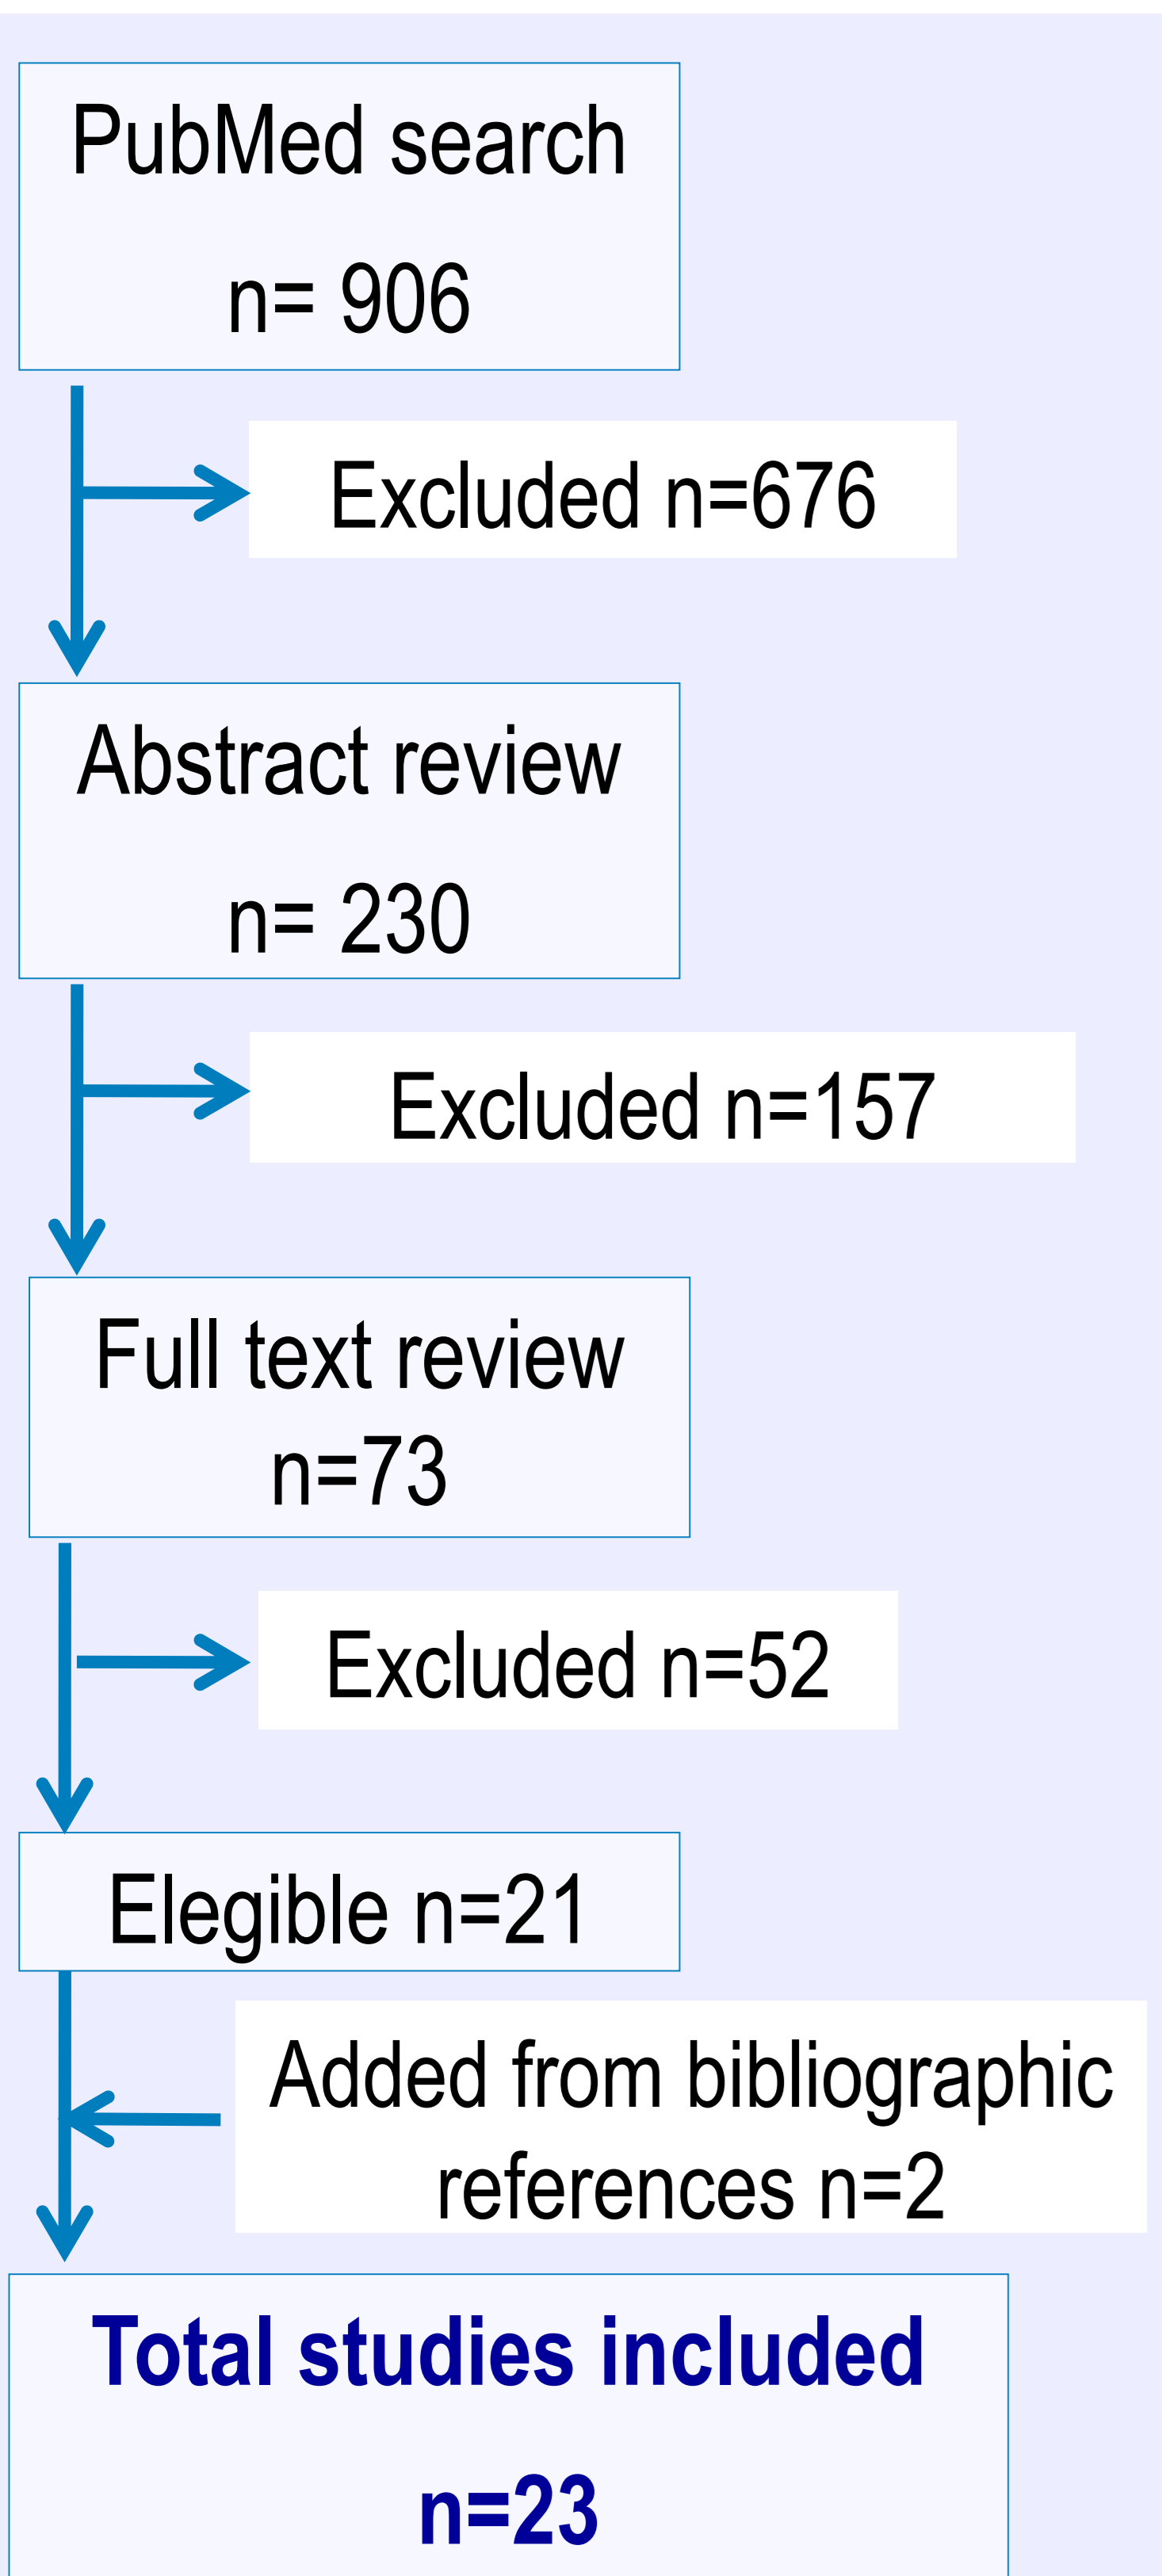 PubMed search
n= 906
Excluded n=676
Abstract review
n= 230
Excluded n=157
Full text review
n=73
Excluded n=52
Elegible n=21
Added from bibliographic
references n=2
Total studies included
n=23